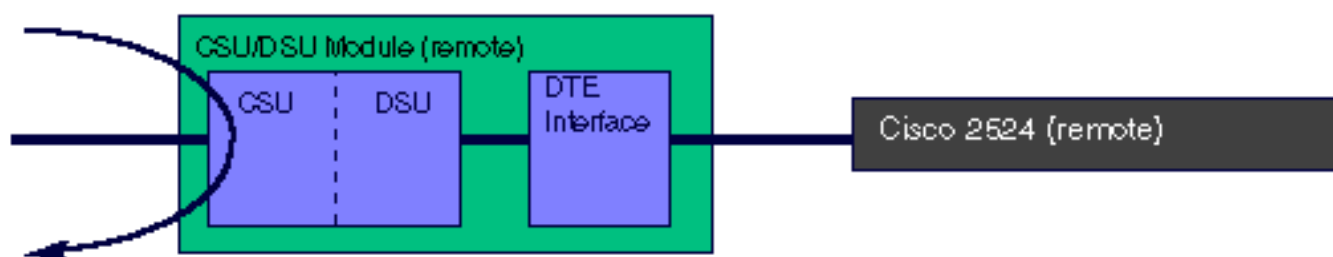 CSU/DSU Module (remote)
CSU
DSU
DTE
Interface
Cisco 2524 (remote)